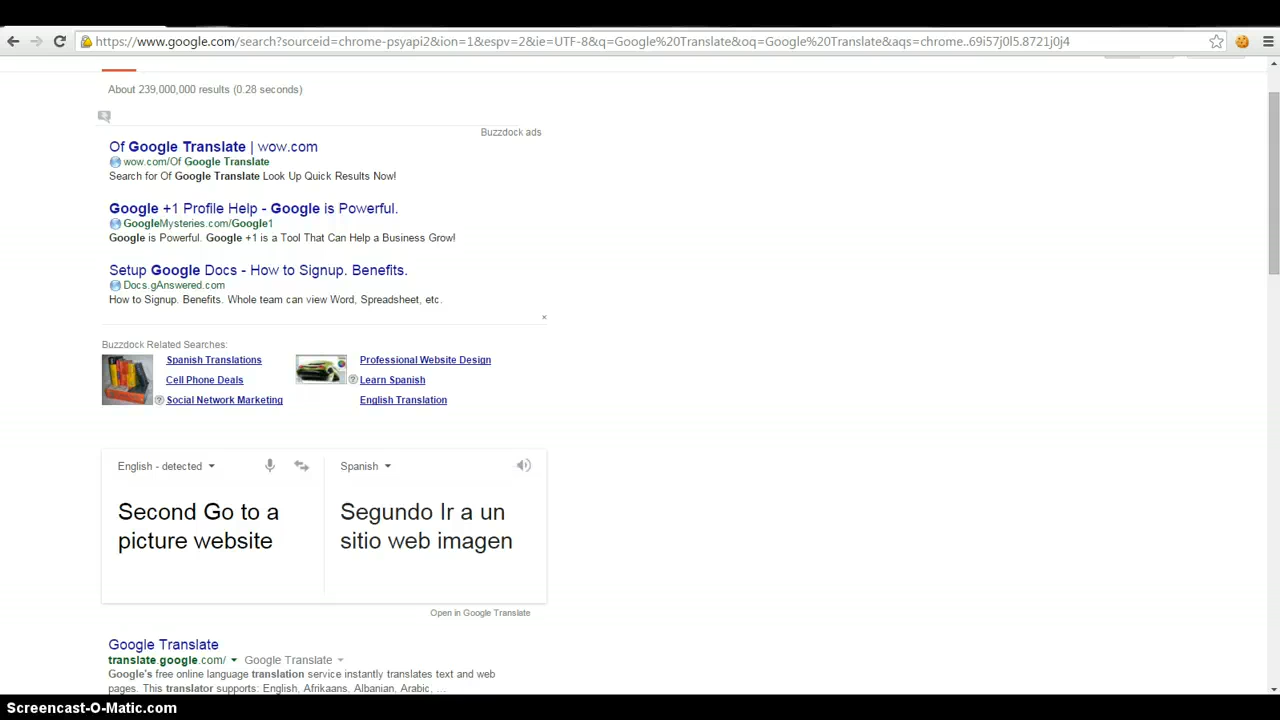 https://www.google.com/search?sourceid=chrome-psyapi2&ion=1&espv=2&ie=UTF-8&q=Google%20Translate&oq=Google%20Translate&aqs=chrome..69i57j0l5.8721j0j4
About 239,000,000 results (0.28 seconds)
Buzzdock ads
Of Google Translate | wow.com
wow.com/Of Google Translate
Search for Of Google Translate Look Up Quick Results Now!
Google +1 Profile Help - Google is Powerful.
GoogleMysteries.com/Google1
Google is Powerful. Google +1 is a Tool That Can Help a Business Grow!
Setup Google Docs - How to Signup. Benefits.
Docs.gAnswered.com
How to Signup. Benefits. Whole team can view Word, Spreadsheet, etc.
Buzzdock Related Searches:
Spanish Translations Professional Website Design
Cell Phone Deals Learn Spanish
Social Network Marketing English Translation
English - detected Spanish
Second Go to a Segundo Ir a un
picture website sitio web imagen
Open in Google Translate
Google Translate
translate.google.com/ Google Translate
Google's free online language translation service instantly translates text and web
pages. This translator supports: English, Afrikaans, Albanian, Arabic, ...
Screencast-O-Matic.com